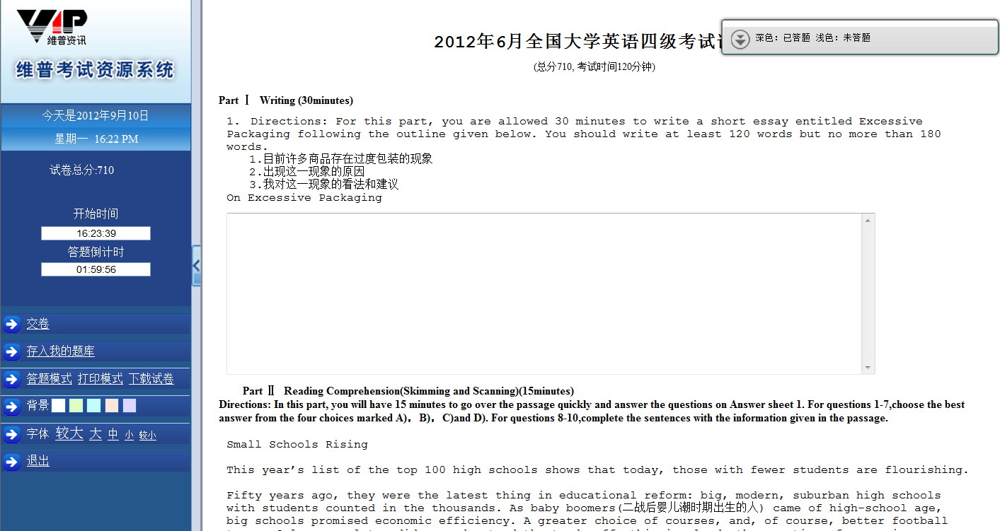 VIP
维普资讯
维普考试资源系统
今天是2012年9月10日
星期一 16:22 PM
试卷总分:710
开始时间
16:23:39
答题倒计时
01:59:56
交卷
存入我的题库
答题模式 打印模式 下载试卷
背景
字体 较大 大 中 小 较小
退出
2012年6月全国大学英语四级考试
深色：已答题 浅色：未答题
(总分710, 考试时间120分钟)
Part Ⅰ Writing (30minutes)
1. Directions: For this part, you are allowed 30 minutes to write a short essay entitled Excessive
Packaging following the outline given below. You should write at least 120 words but no more than 180
words.
1.目前许多商品存在过度包装的现象
2.出现这一现象的原因
3.我对这一现象的看法和建议
On Excessive Packaging
Part Ⅱ Reading Comprehension(Skimming and Scanning)(15minutes)
Directions: In this part, you will have 15 minutes to go over the passage quickly and answer the questions on Answer sheet 1. For questions 1-7,choose the best
answer from the four choices marked A)，B)，C)and D). For questions 8-10,complete the sentences with the information given in the passage.
Small Schools Rising
This year’s list of the top 100 high schools shows that today, those with fewer students are flourishing.
Fifty years ago, they were the latest thing in educational reform: big, modern, suburban high schools
with students counted in the thousands. As baby boomers(二战后婴儿潮时期出生的人) came of high-school age,
big schools promised economic efficiency. A greater choice of courses, and, of course, better football